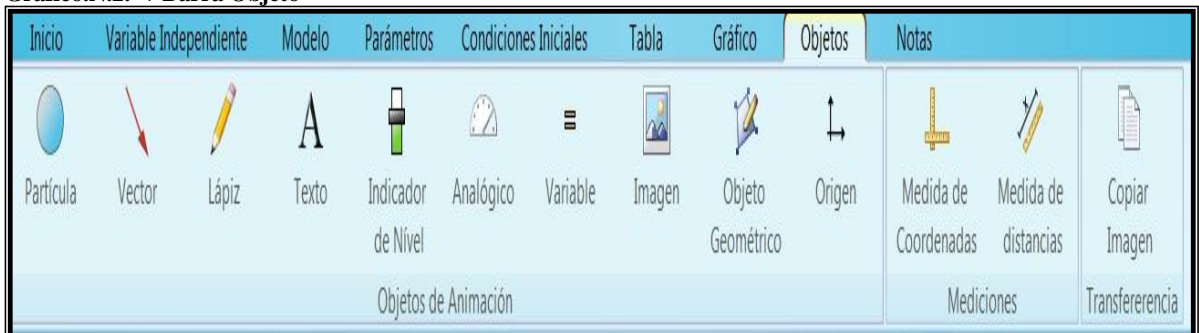 Inicio Variable Independiente Modelo Parámetros Condiciones Iniciales Tabla Gráfico Objetos Notas
A
=
Partícula Vector Lápiz Texto Indicador de Nivel Analógico Variable Imagen Objeto Geométrico Origen Medida de Coordenadas Medida de distancias Copiar Imagen
Objetos de Animación Mediciones Transfererencia